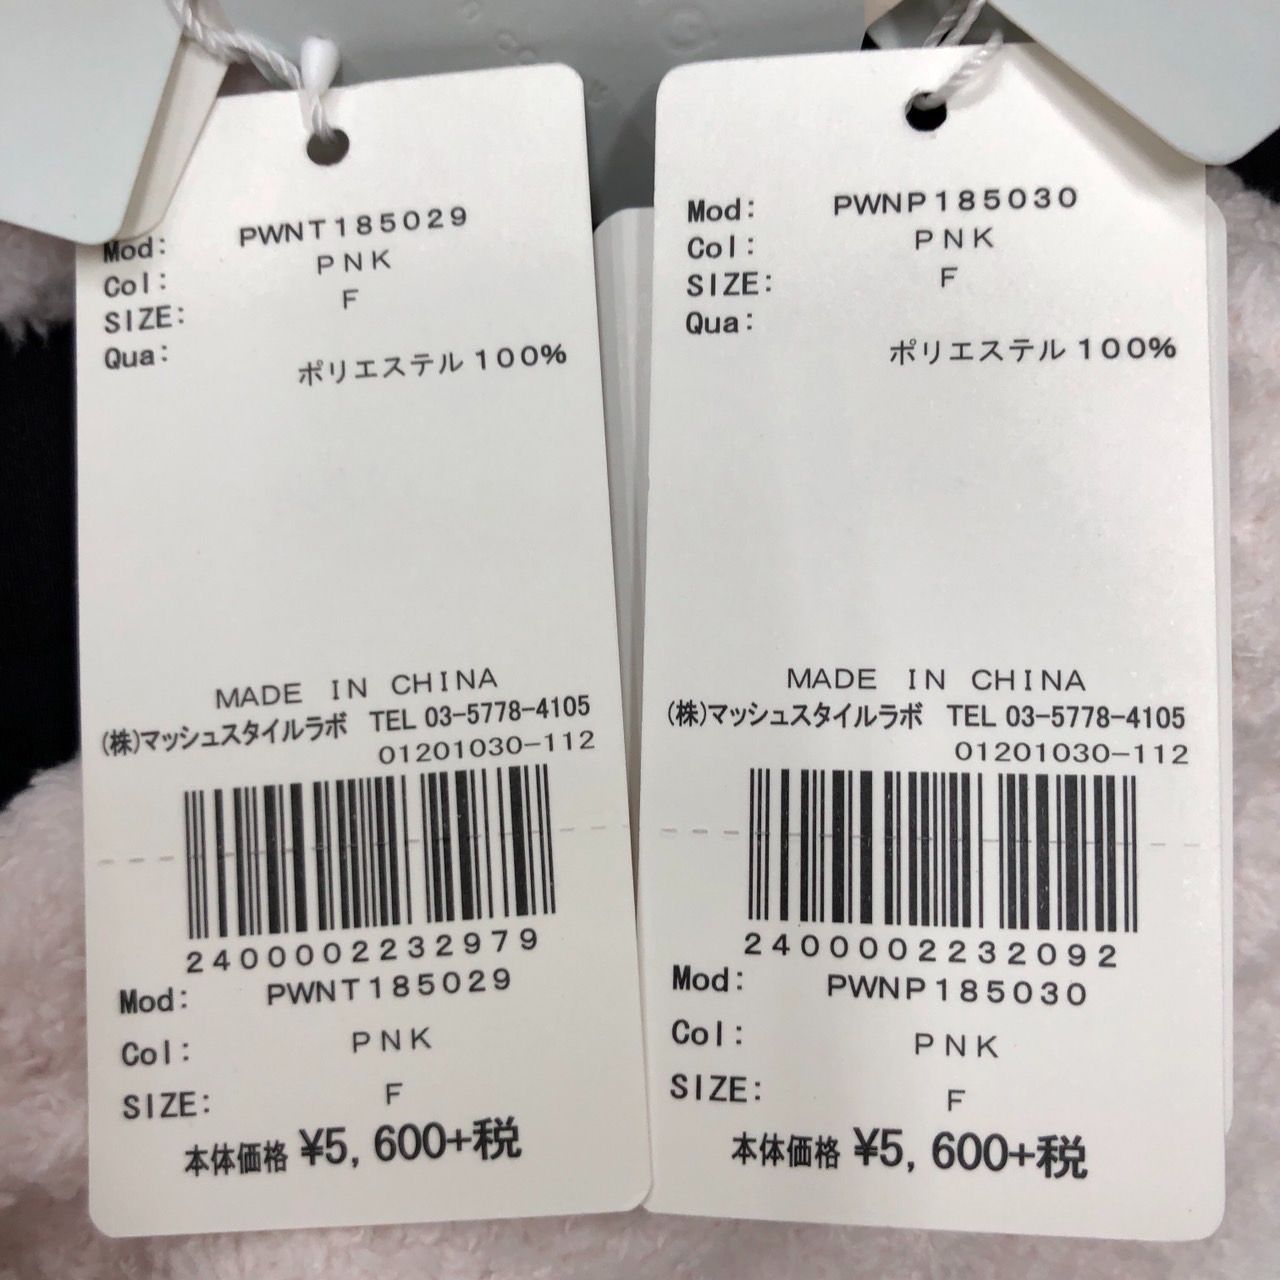 Mod: PWNT185029
Col: PNK
SIZE: F
Qua:
ポリエステル100%
MADE IN CHINA
(株)マッシュスタイルラボ TEL 03-5778-4105
01201030-112
2400002232979
Mod: PWNT185029
Col: PNK
SIZE: F
本体価格 ¥5,600+税
Mod: PWNP185030
Col: PNK
SIZE: F
Qua:
ポリエステル100%
MADE IN CHINA
(株)マッシュスタイルラボ TEL 03-5778-4105
01201030-112
2400002232092
Mod: PWNP185030
Col: PNK
SIZE: F
本体価格 ¥5,600+税